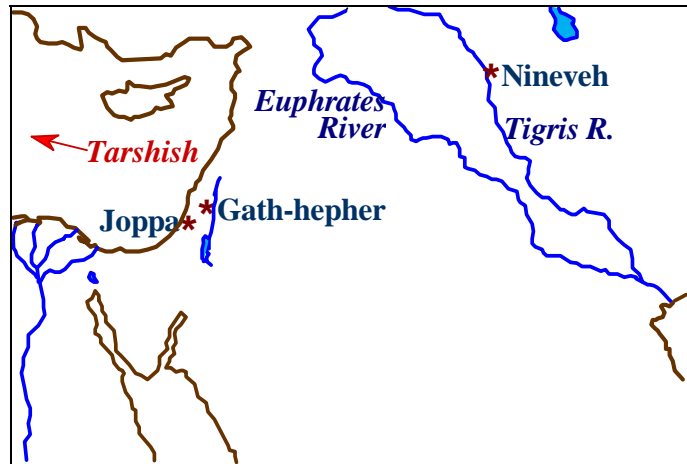 Nineveh
Euphrates
River
Tigris R.
Tarshish
Gath-hepher
Joppa